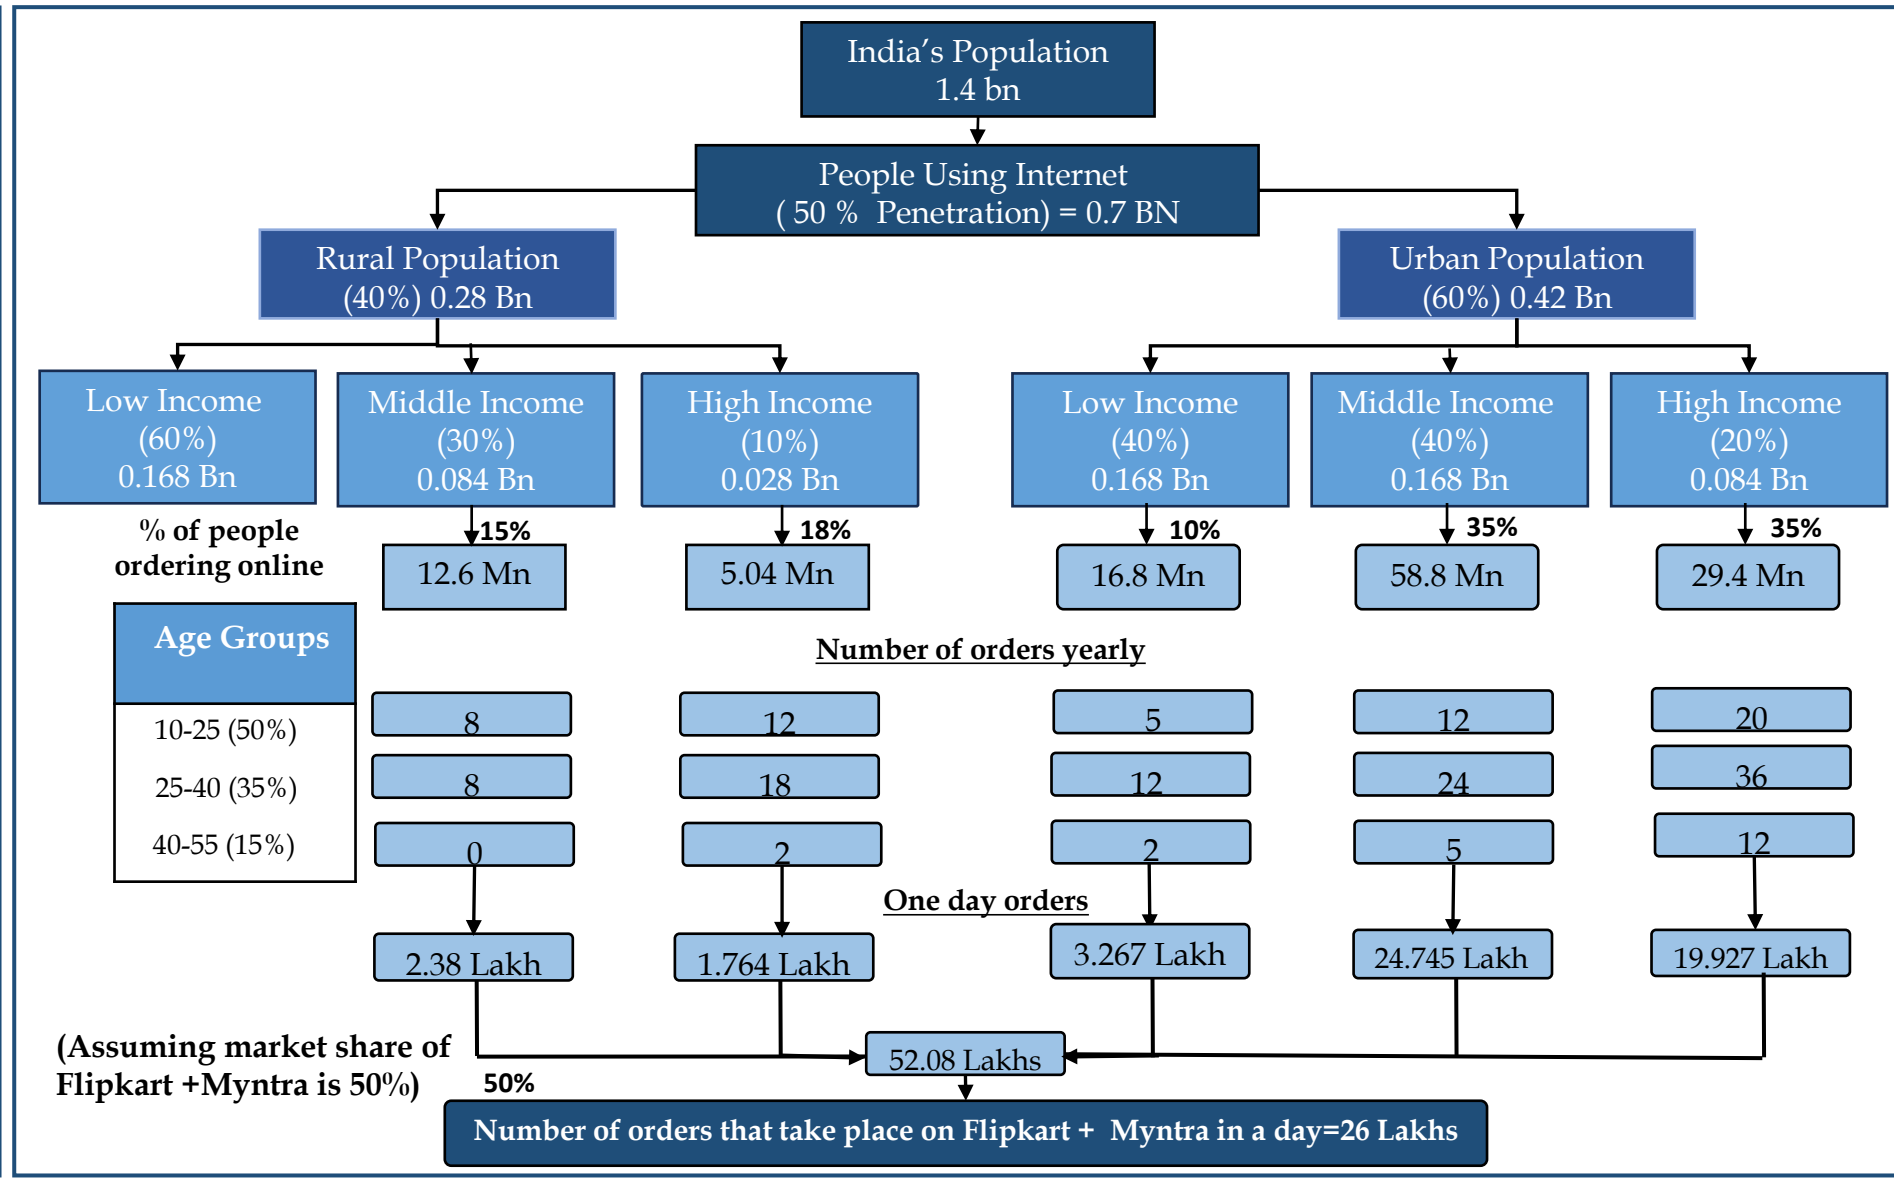 India's Population
1.4 bn
People Using Internet
( 50 % Penetration) = 0.7 BN
Rural Population
(40%) 0.28 Bn
Urban Population
(60%) 0.42 Bn
Low Income
(60%)
0.168 Bn
Middle Income
(30%)
0.084 Bn
High Income
(10%)
0.028 Bn
Low Income
(40%)
0.168 Bn
Middle Income
(40%)
0.168 Bn
High Income
(20%)
0.084 Bn
% of people
ordering online
15%
18%
10%
35%
35%
12.6 Mn
5.04 Mn
16.8 Mn
58.8 Mn
29.4 Mn
Age Groups
Number of orders yearly
10-25 (50%)
8
12
5
12
20
25-40 (35%)
8
18
12
24
36
40-55 (15%)
0
2
2
5
12
One day orders
2.38 Lakh
1.764 Lakh
3.267 Lakh
24.745 Lakh
19.927 Lakh
(Assuming market share of
Flipkart +Myntra is 50%)
50%
52.08 Lakhs
Number of orders that take place on Flipkart + Myntra in a day=26 Lakhs